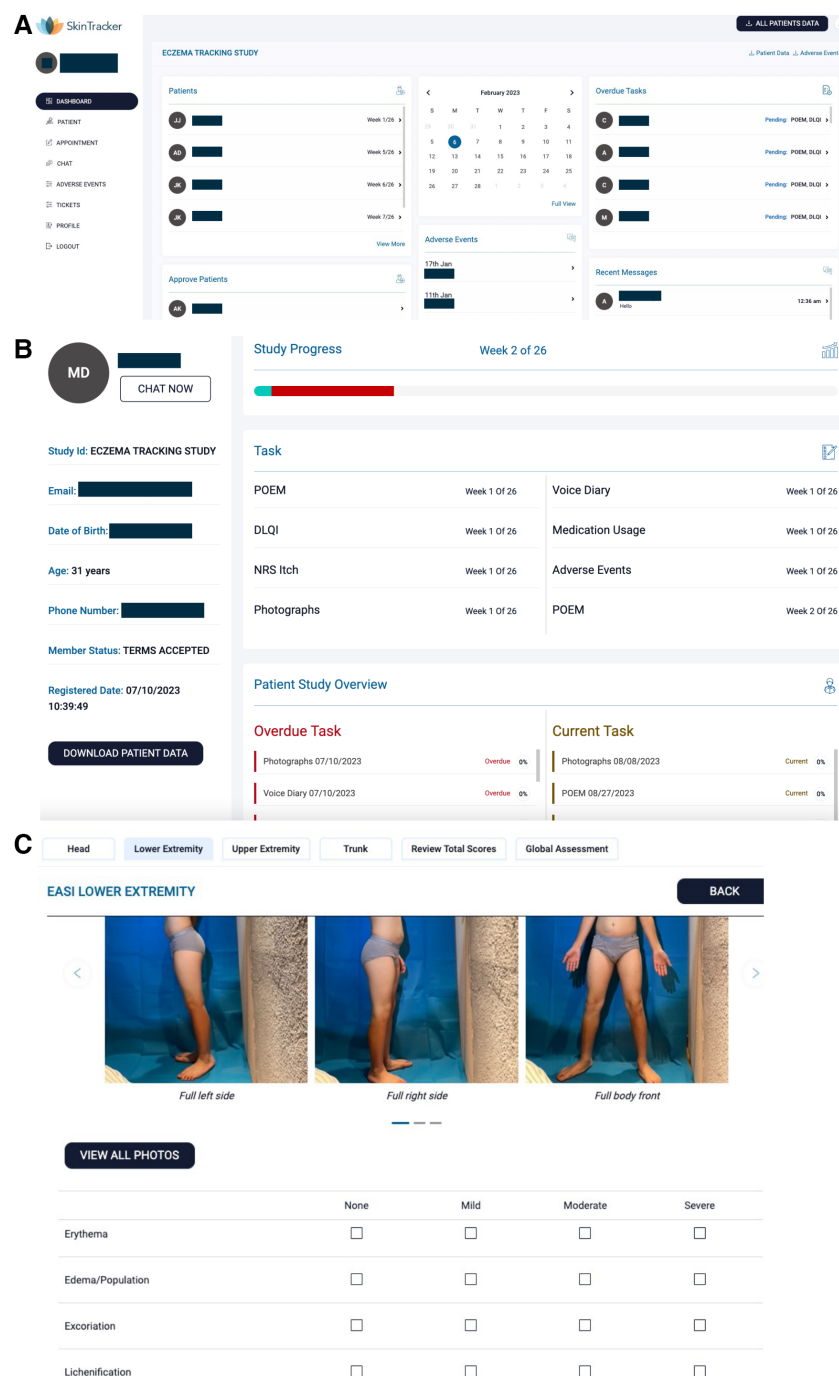 A
SkinTracker
ALL PATIENTS DATA
ECZEMA TRACKING STUDY
Patient Data Adverse Event
DASHBOARD
PATIENT
APPOINTMENT
CHAT
ADVERSE EVENTS
TICKETS
PROFILE
LOGOUT
Patients
JJ Week 1/26
AD Week 5/26
JK Week 6/26
JK Week 7/26
View More
Approve Patients
AK
February 2023
S M T W T F S
29 30 31 1 2 3 4
5 6 7 8 9 10 11
12 13 14 15 16 17 18
19 20 21 22 23 24 25
26 27 28 1 2 3 4
Full View
Adverse Events
17th Jan
11th Jan
Overdue Tasks
C Pending: POEM, DLQI
A Pending: POEM, DLQI
C Pending: POEM, DLQI
M Pending: POEM, DLQI
Recent Messages
A 12:36 am
Hello
B
MD
CHAT NOW
Study Id: ECZEMA TRACKING STUDY
Email:
Date of Birth:
Age: 31 years
Phone Number:
Member Status: TERMS ACCEPTED
Registered Date: 07/10/2023
10:39:49
DOWNLOAD PATIENT DATA
Study Progress Week 2 of 26
Task
POEM Week 1 Of 26 Voice Diary Week 1 Of 26
DLQI Week 1 Of 26 Medication Usage Week 1 Of 26
NRS Itch Week 1 Of 26 Adverse Events Week 1 Of 26
Photographs Week 1 Of 26 POEM Week 2 Of 26
Patient Study Overview
Overdue Task Current Task
Photographs 07/10/2023 Overdue 0% Photographs 08/08/2023 Current 0%
Voice Diary 07/10/2023 Overdue 0% POEM 08/27/2023 Current 0%
C
Head Lower Extremity Upper Extremity Trunk Review Total Scores Global Assessment
EASI LOWER EXTREMITY BACK
Full left side Full right side Full body front
VIEW ALL PHOTOS
None Mild Moderate Severe
Erythema
Edema/Population
Excoriation
Lichenification